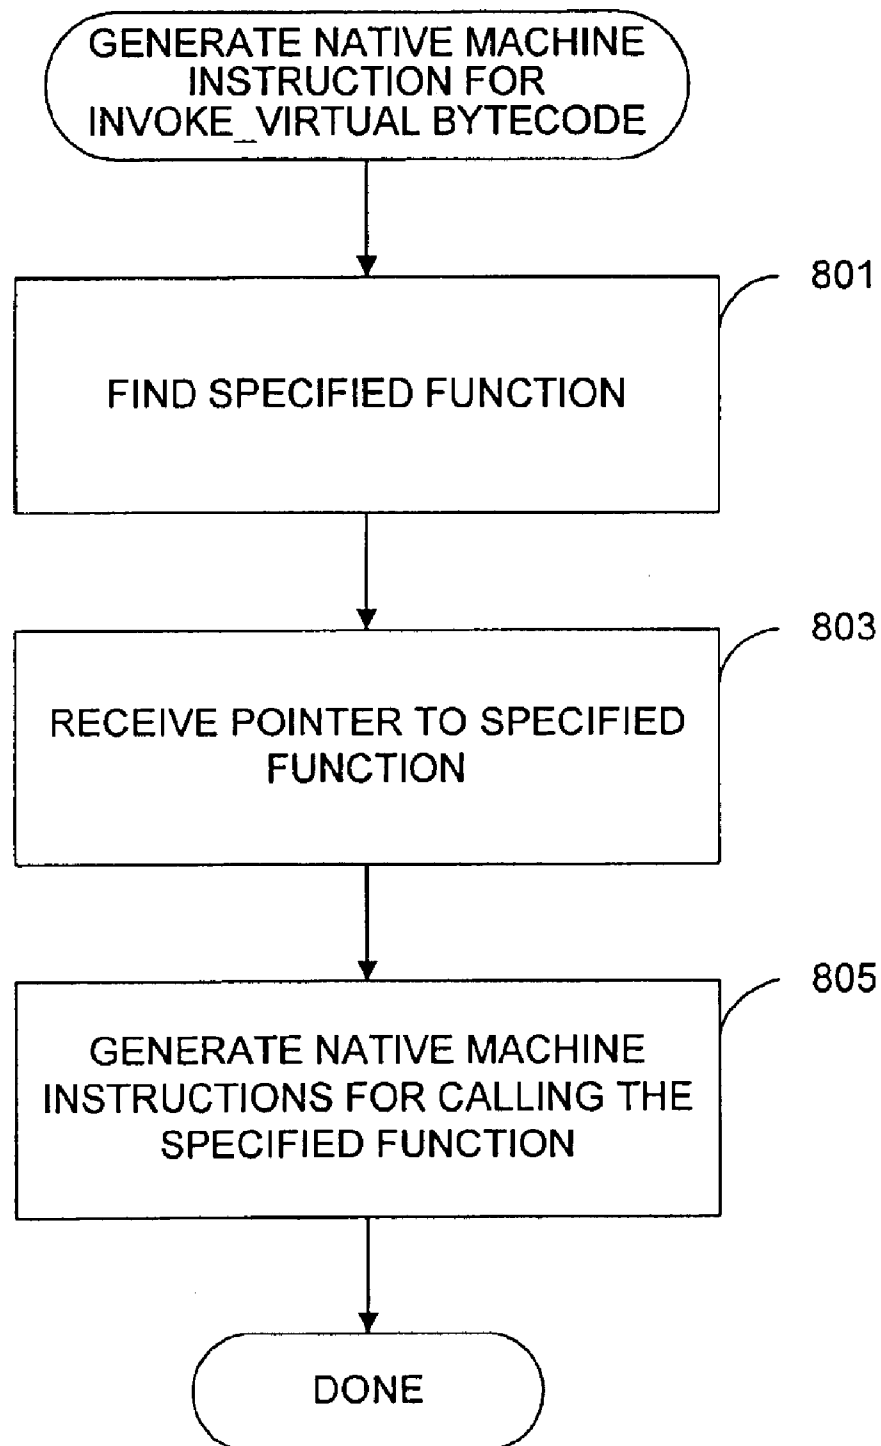 GENERATE NATIVE MACHINE
INSTRUCTION FOR
INVOKE_VIRTUAL BYTECODE
801
FIND SPECIFIED FUNCTION
803
RECEIVE POINTER TO SPECIFIED
FUNCTION
805
GENERATE NATIVE MACHINE
INSTRUCTIONS FOR CALLING THE
SPECIFIED FUNCTION
DONE